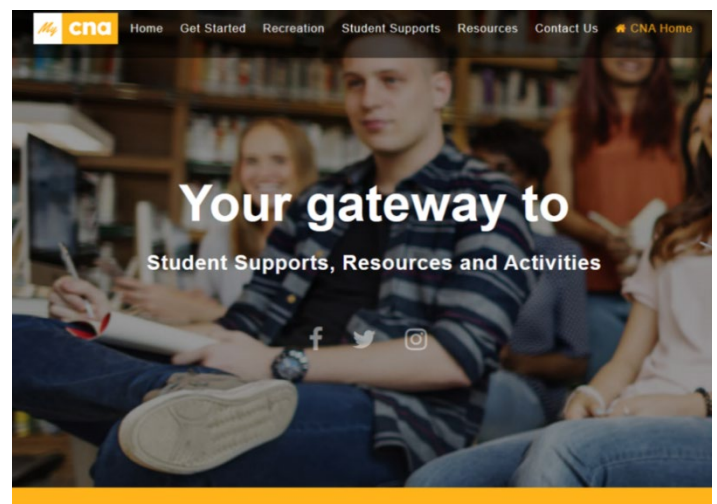 My cna Home Get Started Recreation Student Supports Resources Contact Us CNA Home
Your gateway to
Student Supports, Resources and Activities